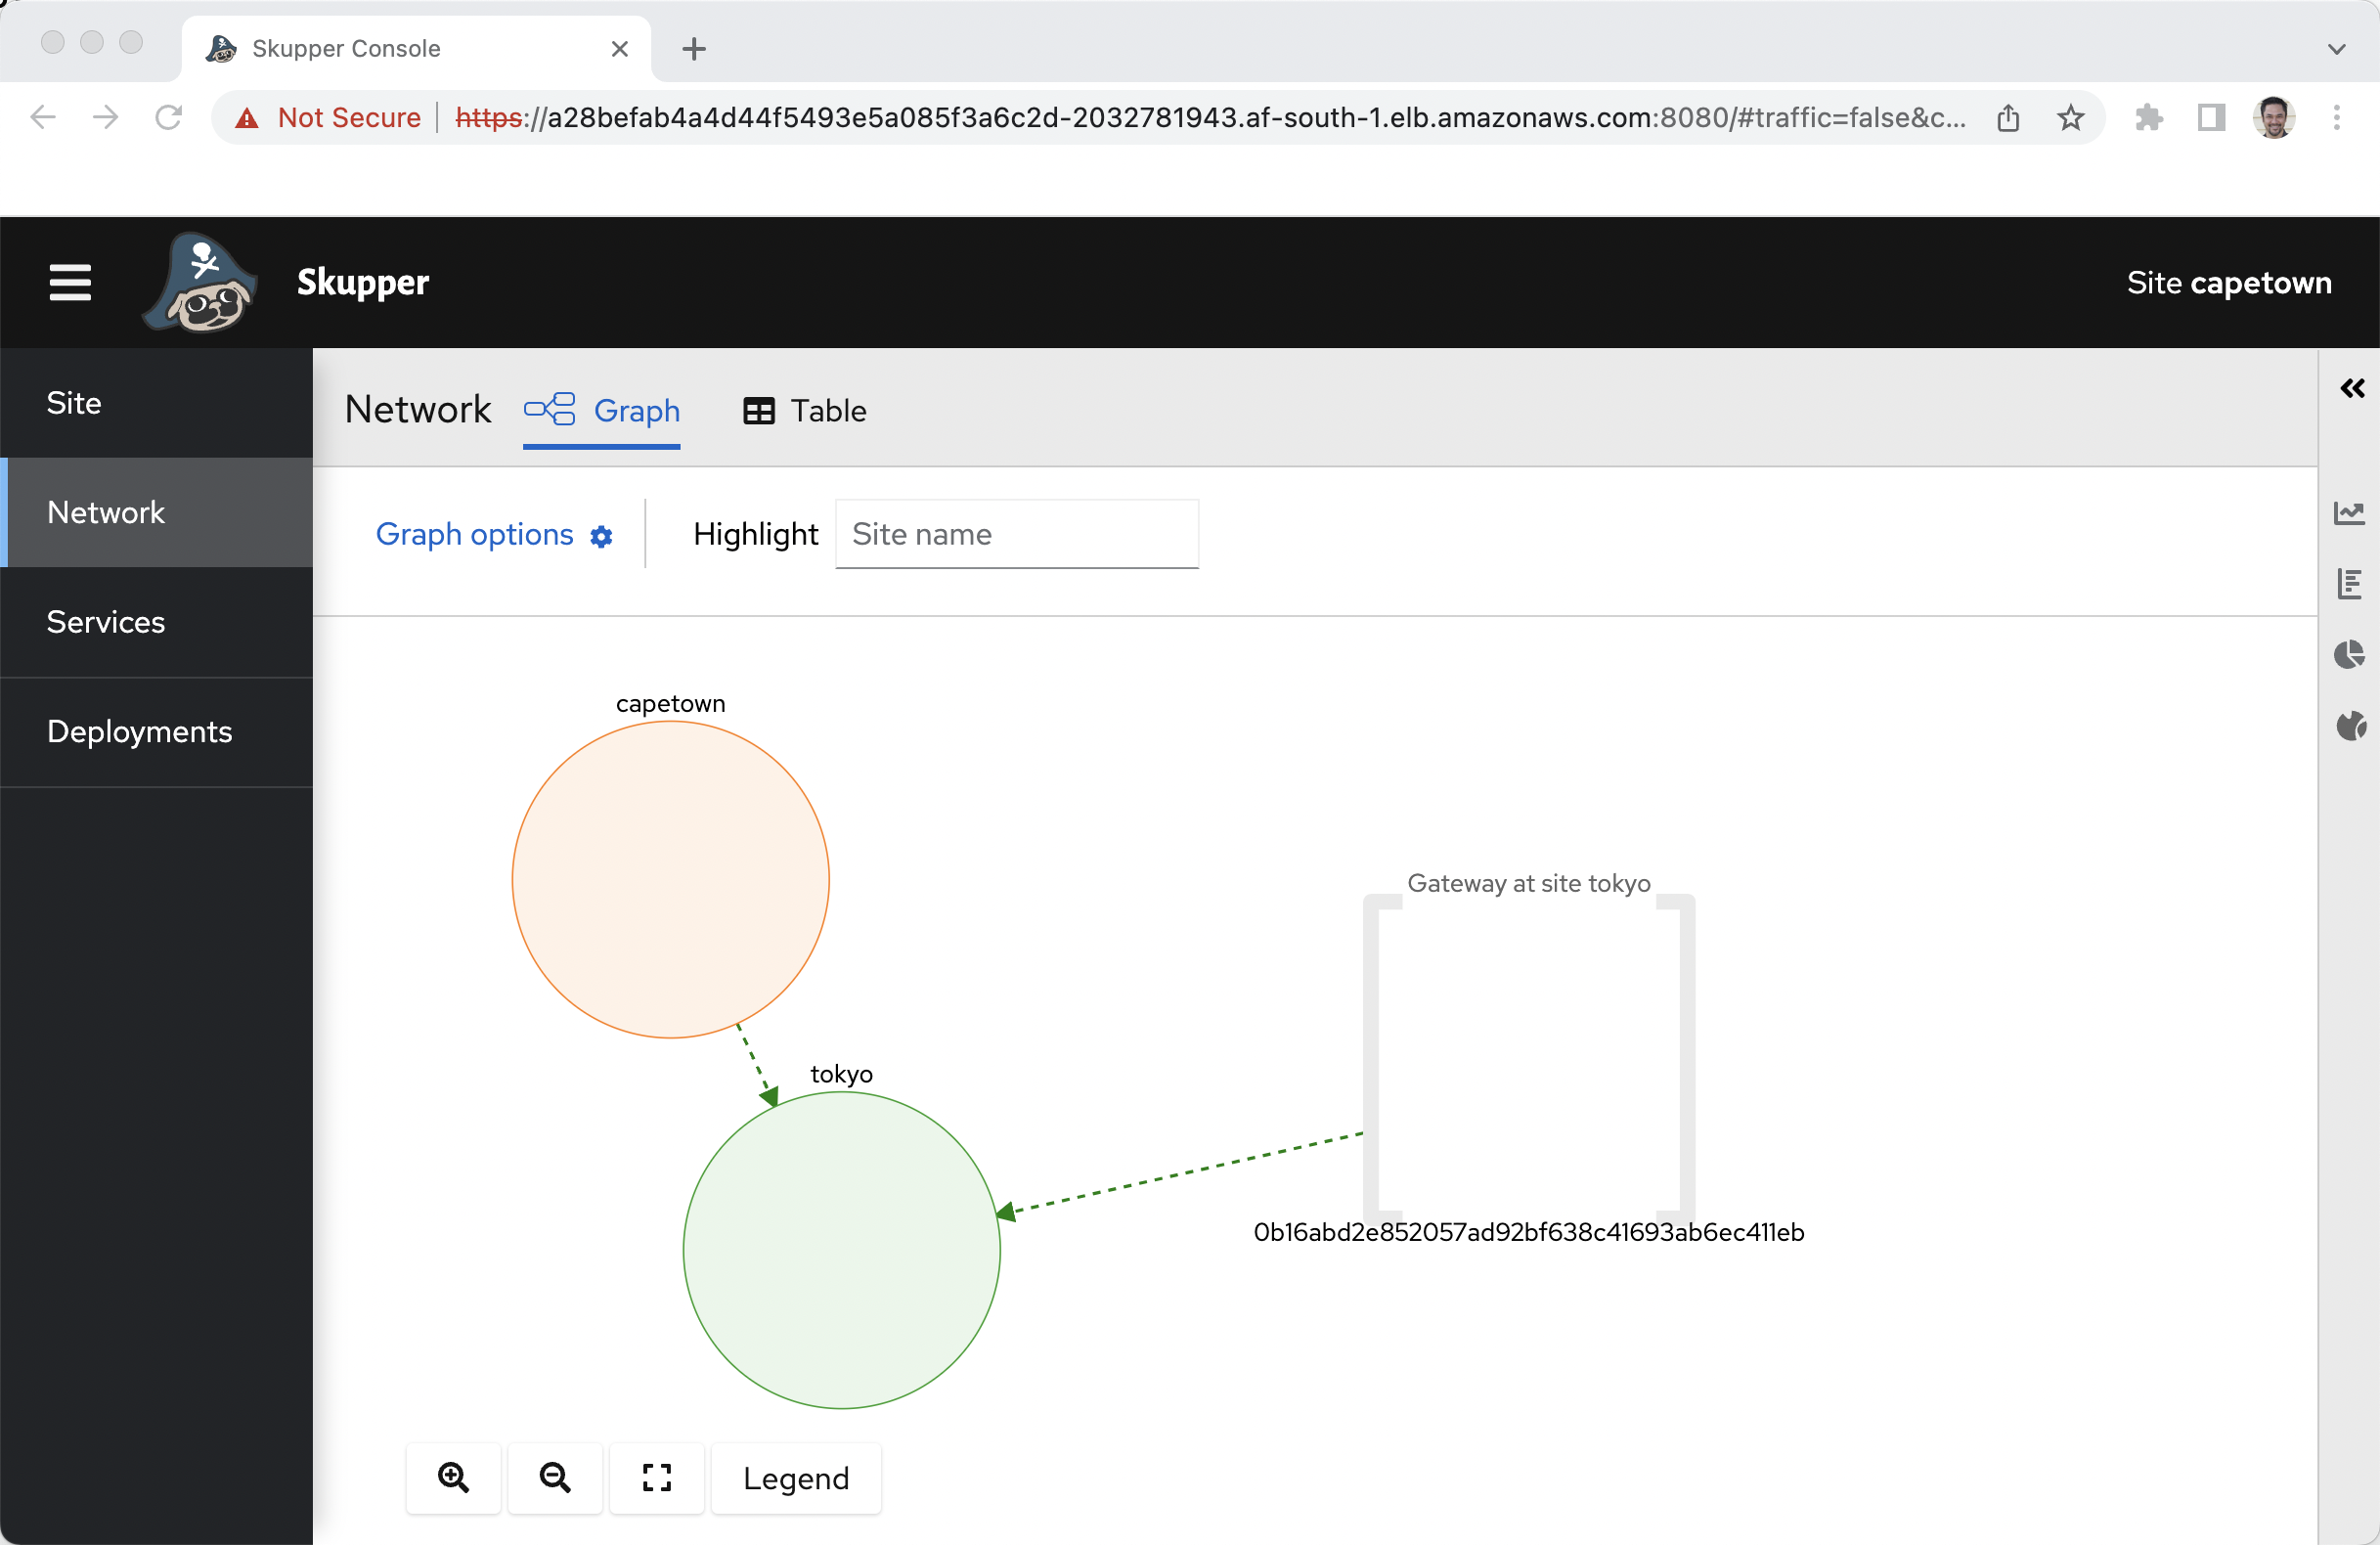 Skupper Console
Not Secure
https://a28befab4a4d44f5493e5a085f3a6c2d-2032781943.af-south-1.elb.amazonaws.com:8080/#traffic=false&c...
Skupper
Site capetown
Site
Network
Services
Deployments
Network
Graph
Table
Graph options
Highlight
Site name
capetown
Gateway at site tokyo
tokyo
0b16abd2e852057ad92bf638c41693ab6ec411eb
Legend